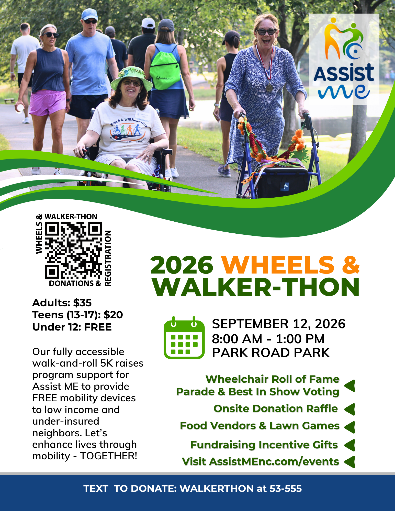 Assist
me
WHEELS & WALKER-THON
DONATIONS & REGISTRATION
2026 WHEELS &
WALKER-THON
Adults: $35
Teens (13-17): $20
Under 12: FREE
SEPTEMBER 12, 2026
8:00 AM - 1:00 PM
PARK ROAD PARK
Our fully accessible
walk-and-roll 5K raises
program support for
Assist ME to provide
FREE mobility devices
to low income and
under-insured
neighbors. Let's
enhance lives through
mobility - TOGETHER!
Wheelchair Roll of Fame
Parade & Best In Show Voting
Onsite Donation Raffle
Food Vendors & Lawn Games
Fundraising Incentive Gifts
Visit AssistMEnc.com/events
TEXT TO DONATE: WALKERTHON at 53-555